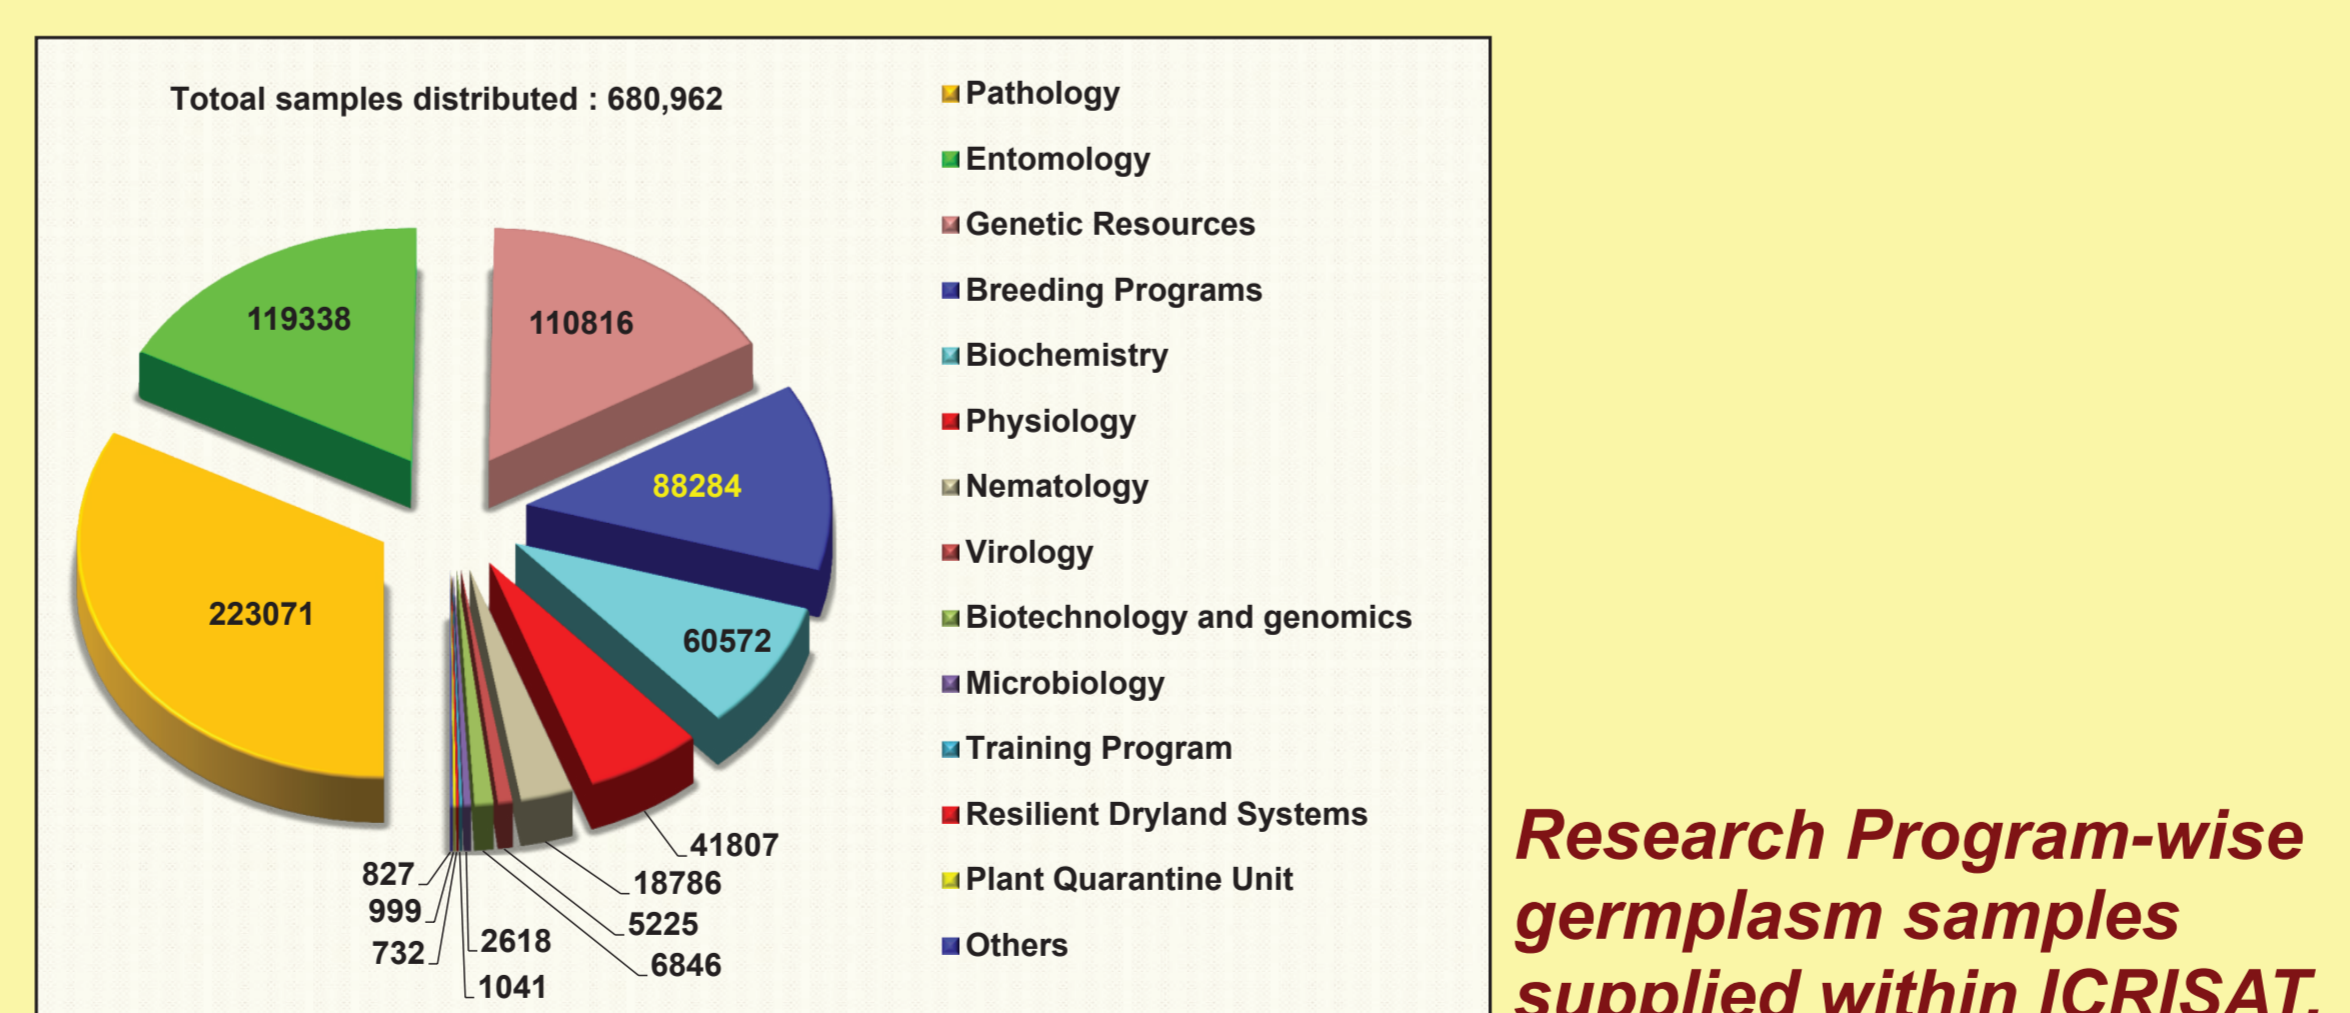 Totoal samples distributed : 680,962
Pathology
Entomology
Genetic Resources
Breeding Programs
Biochemistry
Physiology
Nematology
Virology
Biotechnology and genomics
Microbiology
Training Program
Resilient Dryland Systems
Plant Quarantine Unit
Others
119338
110816
88284
223071
60572
41807
18786
5225
6846
2618
1041
732
999
827
Research Program-wise
germplasm samples
supplied within ICRISAT.